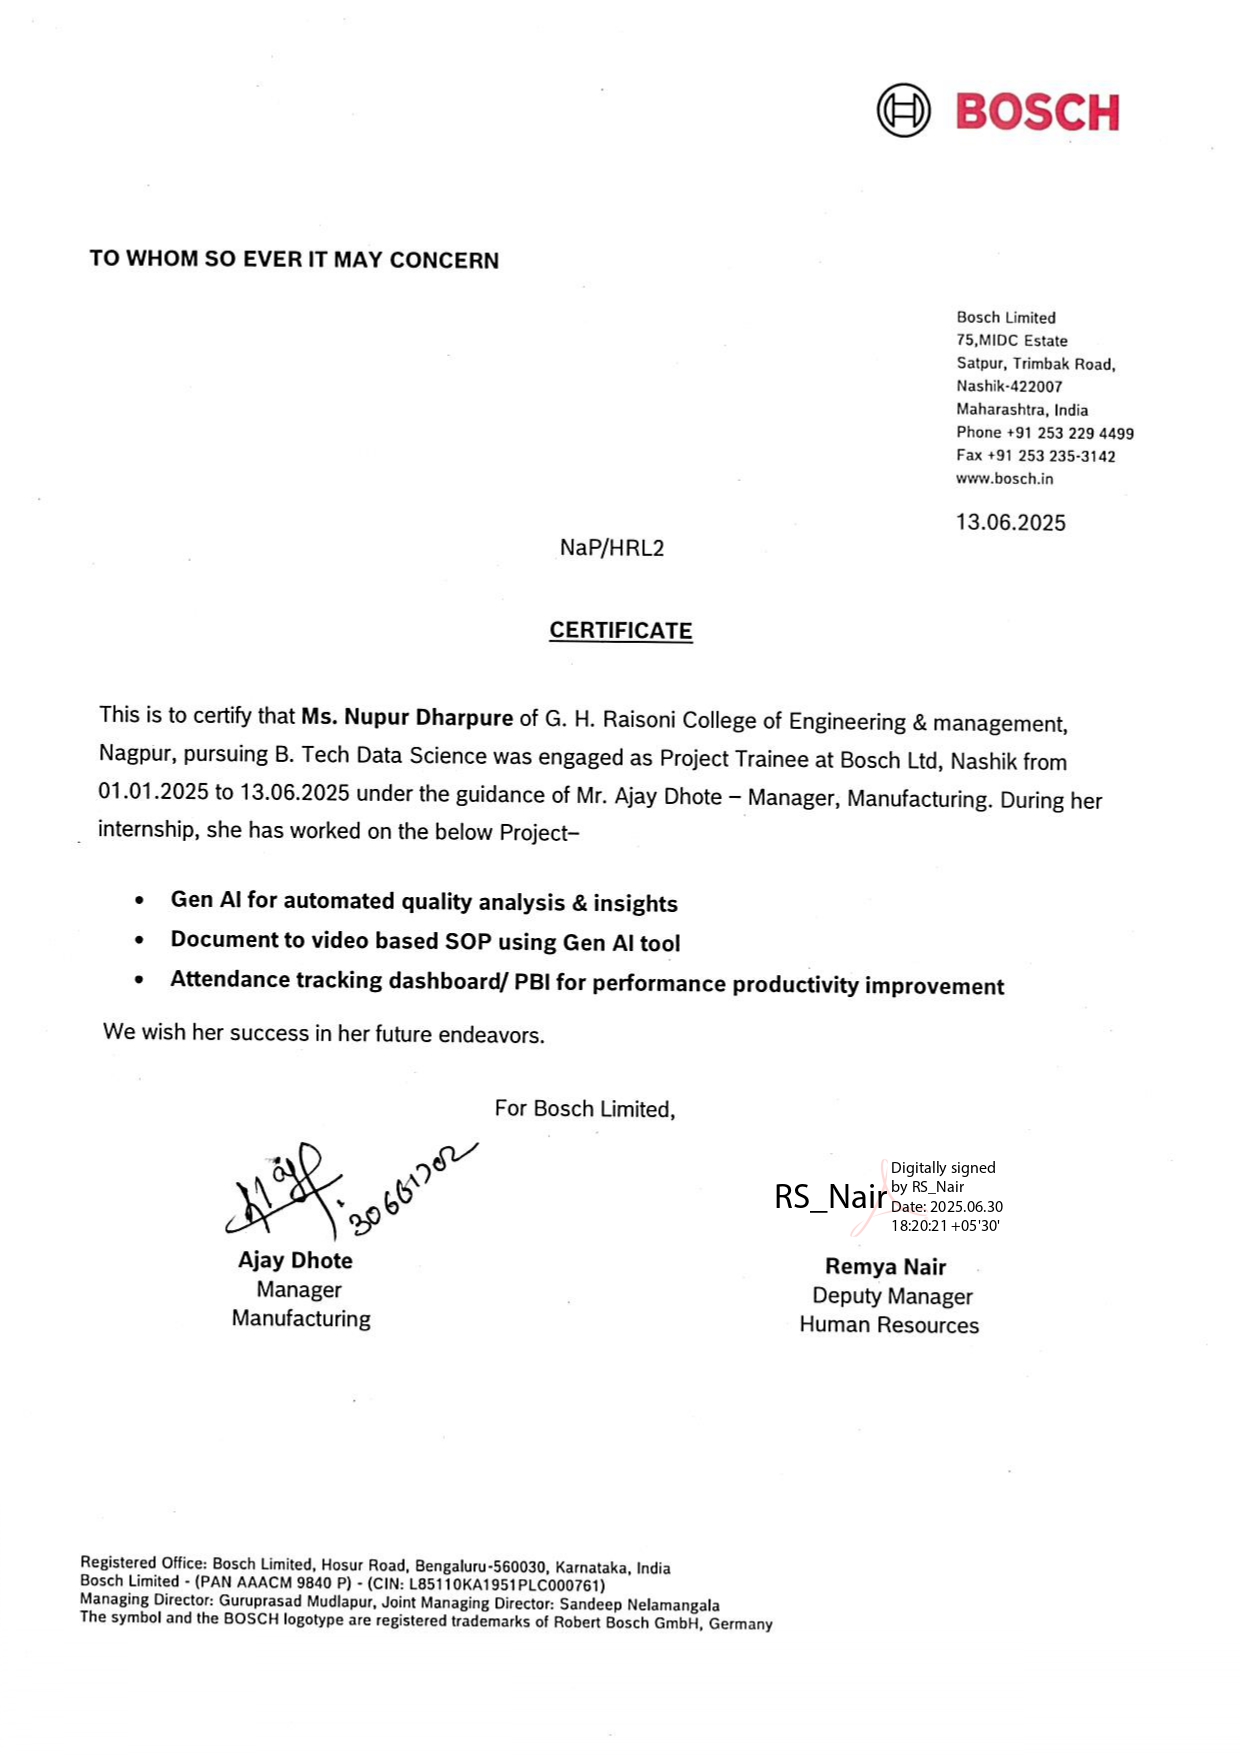 BOSCH
TO WHOM SO EVER IT MAY CONCERN
Bosch Limited
75,MIDC Estate
Satpur, Trimbak Road,
Nashik-422007
Maharashtra, India
Phone +91 253 229 4499
Fax +91 253 235-3142
www.bosch.in
13.06.2025
NaP/HRL2
CERTIFICATE
This is to certify that Ms. Nupur Dharpure of G. H. Raisoni College of Engineering & management,
Nagpur, pursuing B. Tech Data Science was engaged as Project Trainee at Bosch Ltd, Nashik from
01.01.2025 to 13.06.2025 under the guidance of Mr. Ajay Dhote – Manager, Manufacturing. During her
internship, she has worked on the below Project–
• Gen AI for automated quality analysis & insights
• Document to video based SOP using Gen AI tool
• Attendance tracking dashboard/ PBI for performance productivity improvement
We wish her success in her future endeavors.
For Bosch Limited,
RS_Nair
Digitally signed
by RS_Nair
Date: 2025.06.30
18:20:21 +05'30'
Ajay Dhote
Manager
Manufacturing
Remya Nair
Deputy Manager
Human Resources
Registered Office: Bosch Limited, Hosur Road, Bengaluru-560030, Karnataka, India
Bosch Limited - (PAN AAACM 9840 P) - (CIN: L85110KA1951PLC000761)
Managing Director: Guruprasad Mudlapur, Joint Managing Director: Sandeep Nelamangala
The symbol and the BOSCH logotype are registered trademarks of Robert Bosch GmbH, Germany